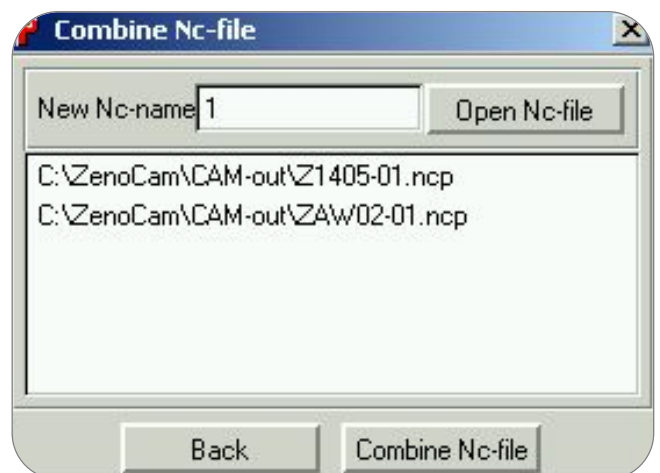 Combine Nc-file
New Nc-name 1 Open Nc-file
C:\ZenoCam\CAM-out\Z1405-01.ncp
C:\ZenoCam\CAM-out\ZAW02-01.ncp
Back Combine Nc-file